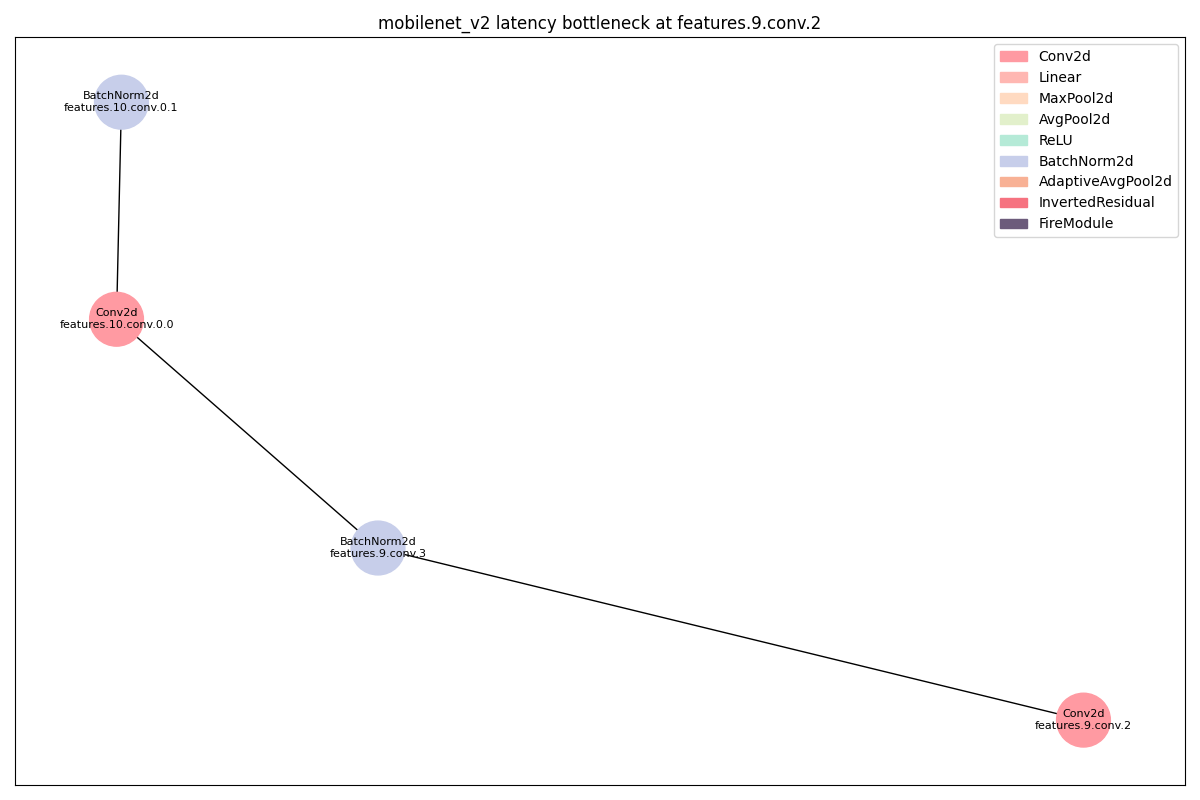 mobilenet_v2 latency bottleneck at features.9.conv.2
Conv2d
Linear
MaxPool2d
AvgPool2d
ReLU
BatchNorm2d
AdaptiveAvgPool2d
InvertedResidual
FireModule
BatchNorm2d
features.10.conv.0.1
Conv2d
features.10.conv.0.0
BatchNorm2d
features.9.conv.3
Conv2d
features.9.conv.2